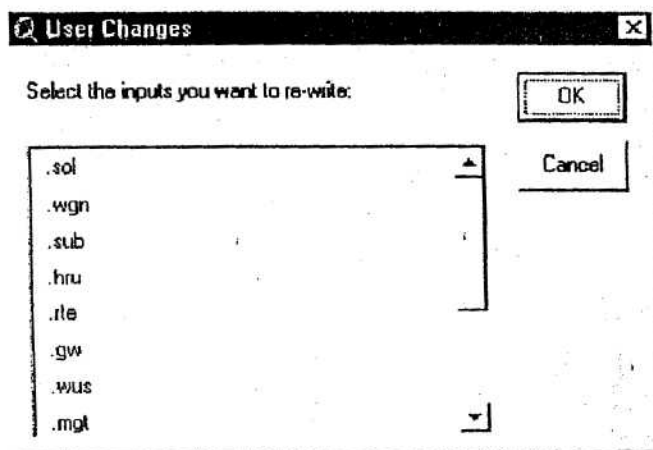 User Changes
Select the inputs you want to re-write:
OK
Cancel
.sol
.wgn
.sub
.hru
.rte
.gw
.wus
.mgt